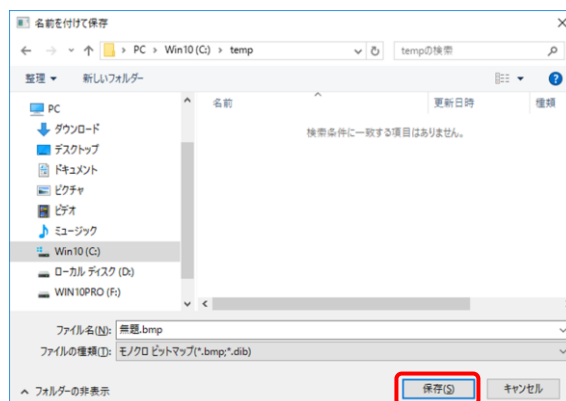 名前を付けて保存
PC › Win10 (C:) › temp
tempの検索
整理 ▼ 新しいフォルダー
PC
ダウンロード
デスクトップ
ドキュメント
ピクチャ
ビデオ
ミュージック
Win10 (C:)
ローカル ディスク (D:)
WIN10PRO (F:)
名前 更新日時 種類
検索条件に一致する項目はありません。
ファイル名(N): 無題.bmp
ファイルの種類(T): モノクロ ビットマップ(*.bmp;*.dib)
フォルダーの非表示
保存(S) キャンセル